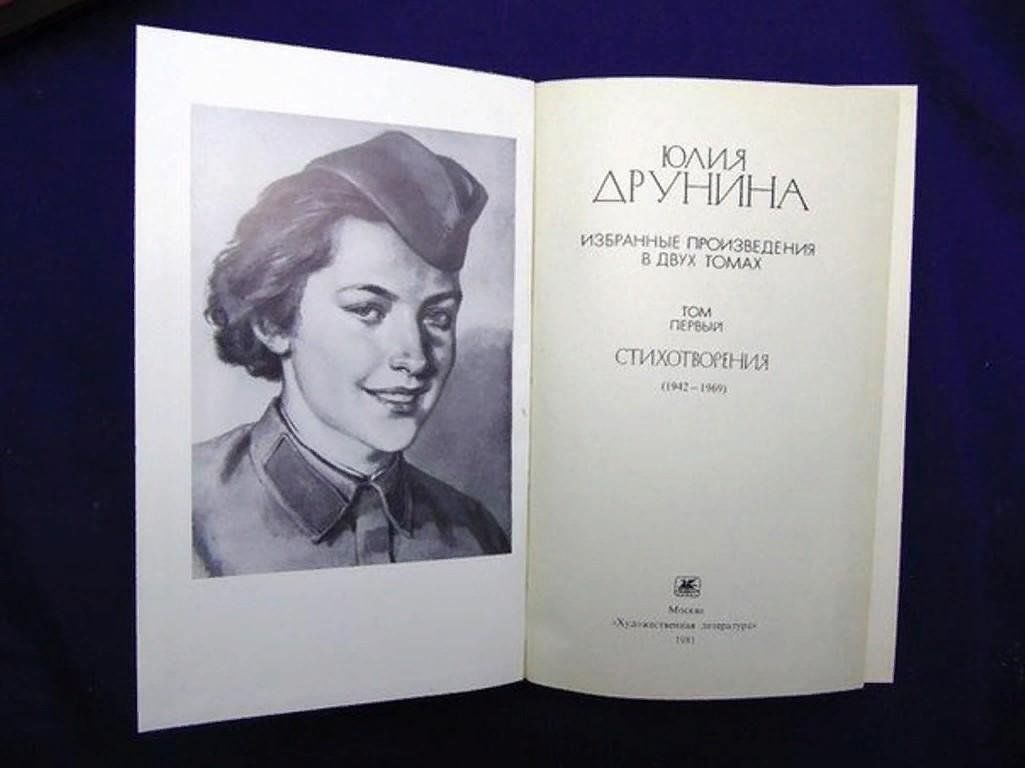 ЮЛИЯ
ДРУНИНА
ИЗБРАННЫЕ ПРОИЗВЕДЕНИЯ
В ДВУХ ТОМАХ
ТОМ
ПЕРВЫЙ
СТИХОТВОРЕНИЯ
(1942—1969)
Москва
«Художественная литература»
1981